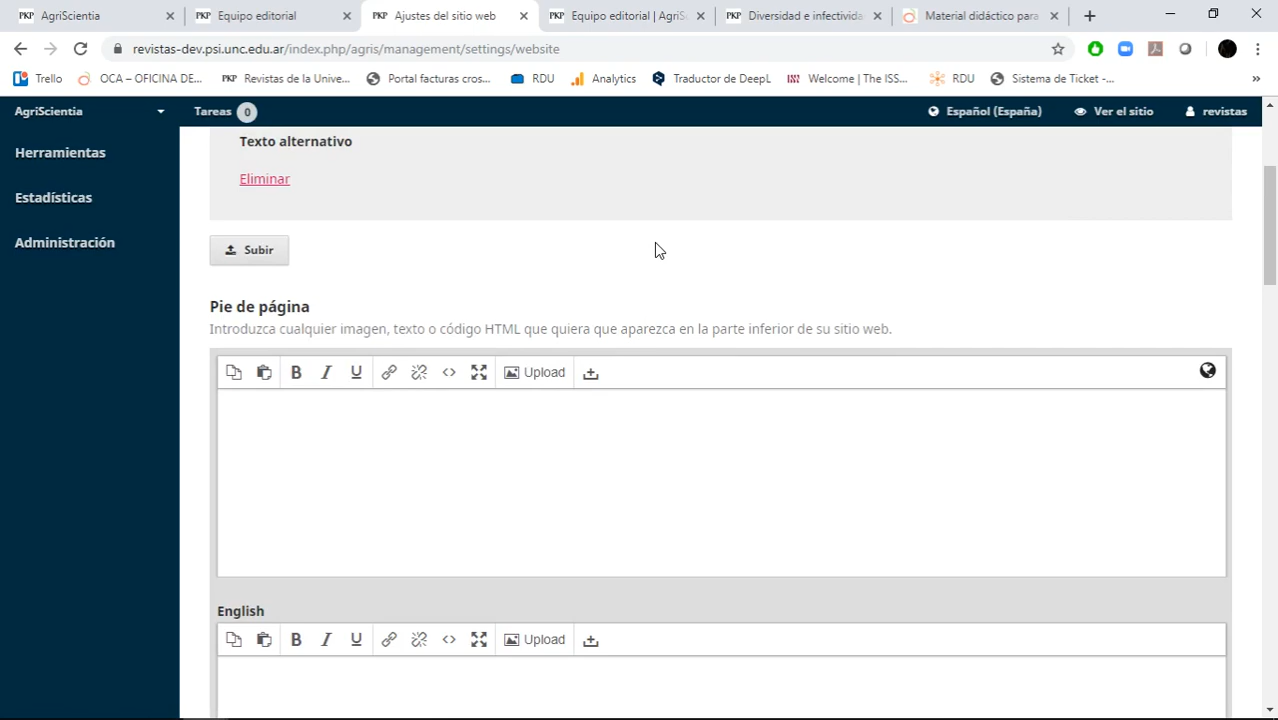 PKP AgriScientia
PKP Equipo editorial
PKP Ajustes del sitio web
PKP Equipo editorial | AgriS
PKP Diversidad e infectivida
Material didáctico para
revistas-dev.psi.unc.edu.ar/index.php/agris/management/settings/website
Trello
OCA – OFICINA DE...
PKP Revistas de la Unive...
Portal facturas cros...
RDU
Analytics
Traductor de DeepL
Welcome | The ISS...
RDU
Sistema de Ticket -...
AgriScientia
Tareas 0
Español (España)
Ver el sitio
revistas
Herramientas
Estadísticas
Administración
Texto alternativo
Eliminar
Subir
Pie de página
Introduzca cualquier imagen, texto o código HTML que quiera que aparezca en la parte inferior de su sitio web.
B I U Upload
English
B I U Upload